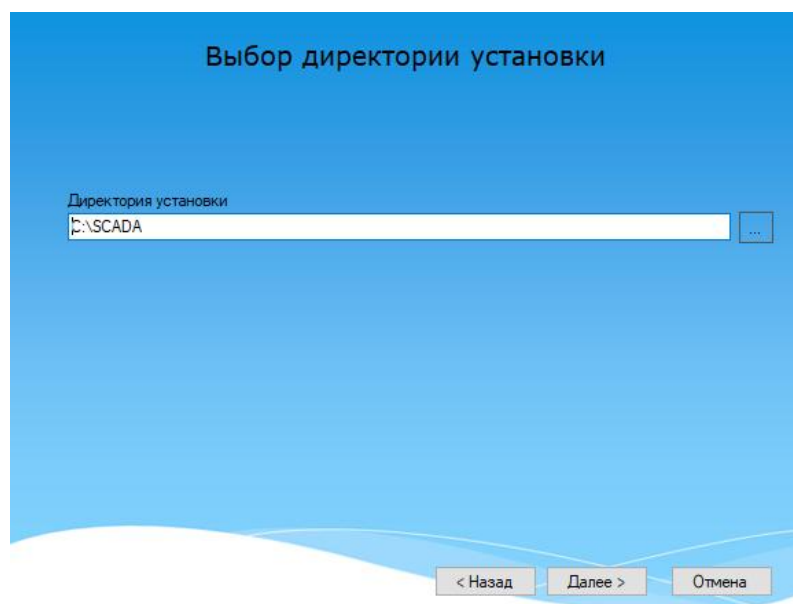 Выбор директории установки
Директория установки
C:\SCADA
...
< Назад
Далее >
Отмена